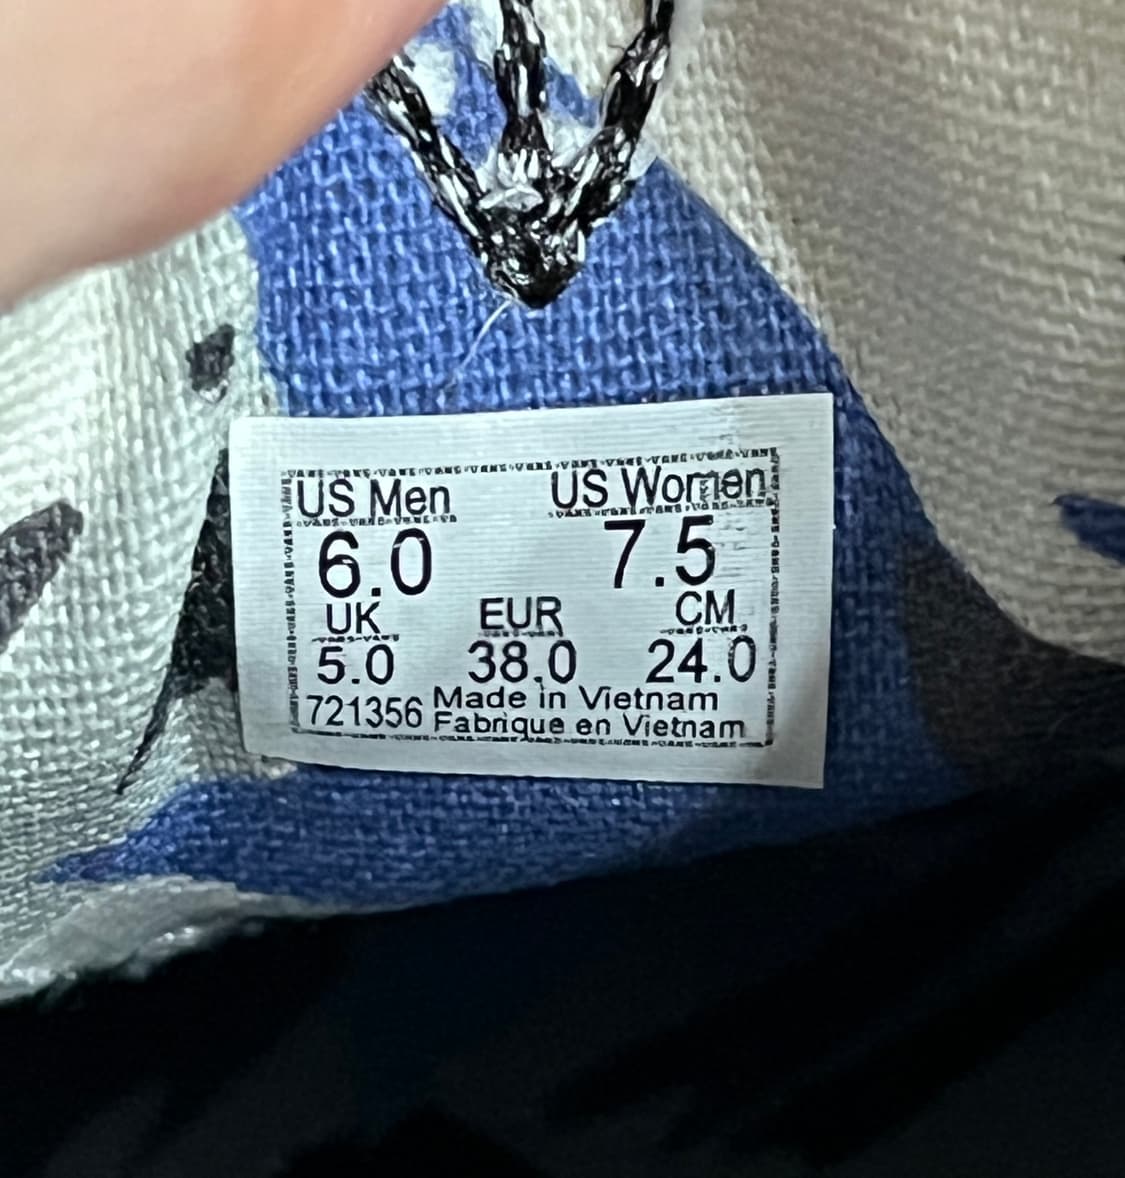 US Men US Women
6.0 7.5
UK EUR CM
5.0 38.0 24.0
721356 Made in Vietnam
Fabrique en Vietnam